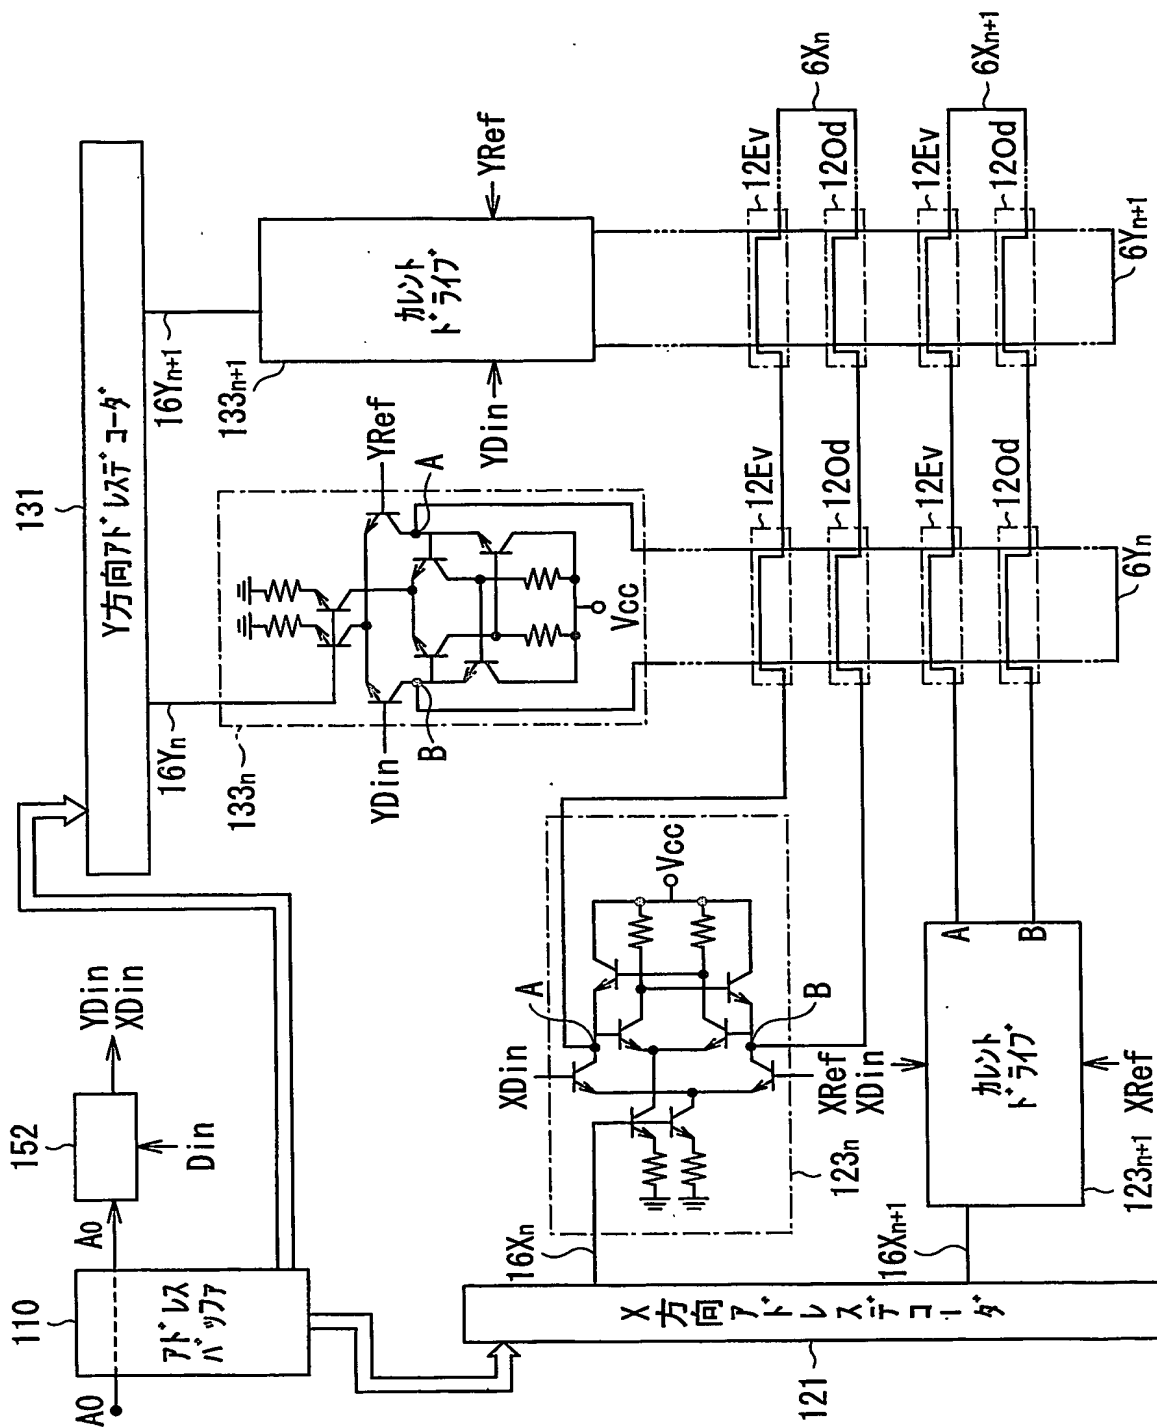 110
A0
アドレス
バッファ
A0
152
Din
YDin
XDin
131
Y方向アドレスデコーダ
16Yn
16Yn+1
133n
YDin
YRef
A
B
Vcc
133n+1
カレント
ドライブ
YDin
YRef
121
X方向アドレスデコーダ
16Xn
XDin
A
Vcc
B
XRef
123n
16Xn+1
XDin
カレント
ドライブ
A
B
XRef
123n+1
12Ev
12Od
12Ev
12Od
6Yn
12Ev
12Od
12Ev
12Od
6Yn+1
6Xn
6Xn+1